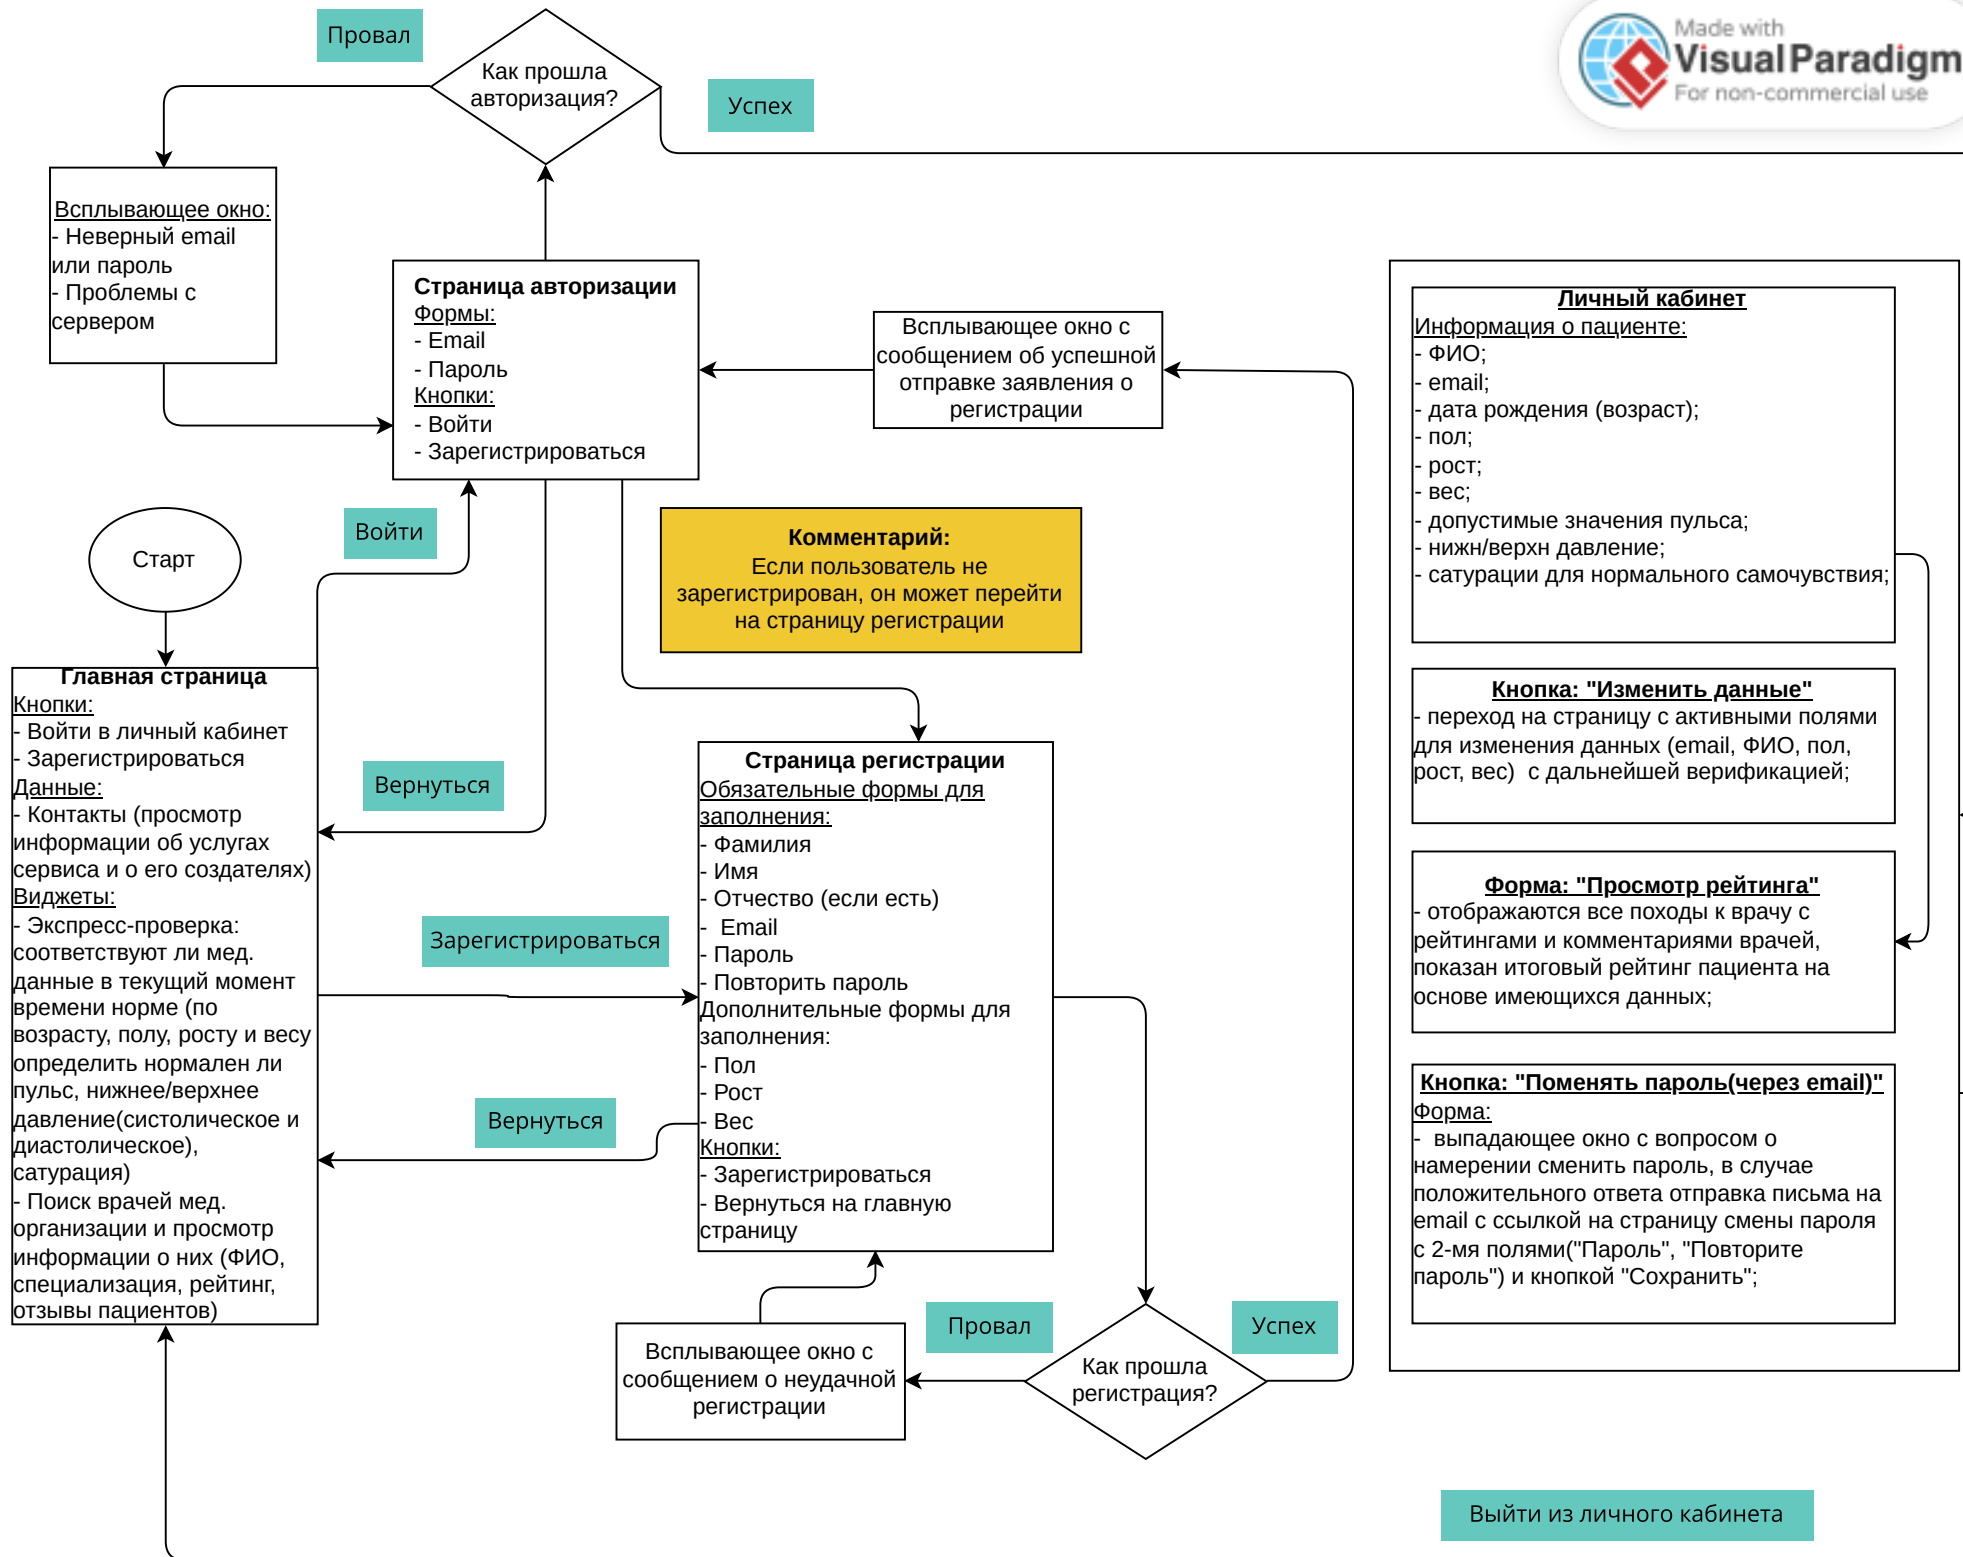 Провал
Как прошла
авторизация?
Успех
Made with
Visual Paradigm
For non-commercial use
Всплывающее окно:
- Неверный email
или пароль
- Проблемы с
сервером
Страница авторизации
Формы:
- Email
- Пароль
Кнопки:
- Войти
- Зарегистрироваться
Всплывающее окно с
сообщением об успешной
отправке заявления о
регистрации
Войти
Старт
Комментарий:
Если пользователь не
зарегистрирован, он может перейти
на страницу регистрации
Главная страница
Кнопки:
- Войти в личный кабинет
- Зарегистрироваться
Данные:
- Контакты (просмотр
информации об услугах
сервиса и о его создателях)
Виджеты:
- Экспресс-проверка:
соответствуют ли мед.
данные в текущий момент
времени норме (по
возрасту, полу, росту и весу
определить нормален ли
пульс, нижнее/верхнее
давление(систолическое и
диастолическое),
сатурация)
- Поиск врачей мед.
организации и просмотр
информации о них (ФИО,
специализация, рейтинг,
отзывы пациентов)
Вернуться
Зарегистрироваться
Вернуться
Страница регистрации
Обязательные формы для
заполнения:
- Фамилия
- Имя
- Отчество (если есть)
-  Email
- Пароль
- Повторить пароль
Дополнительные формы для
заполнения:
- Пол
- Рост
- Вес
Кнопки:
- Зарегистрироваться
- Вернуться на главную
страницу
Всплывающее окно с
сообщением о неудачной
регистрации
Провал
Как прошла
регистрация?
Успех
Личный кабинет
Информация о пациенте:
- ФИО;
- email;
- дата рождения (возраст);
- пол;
- рост;
- вес;
- допустимые значения пульса;
- нижн/верхн давление;
- сатурации для нормального самочувствия;
Кнопка: "Изменить данные"
- переход на страницу с активными полями
для изменения данных (email, ФИО, пол,
рост, вес)  с дальнейшей верификацией;
Форма: "Просмотр рейтинга"
- отображаются все походы к врачу с
рейтингами и комментариями врачей,
показан итоговый рейтинг пациента на
основе имеющихся данных;
Кнопка: "Поменять пароль(через email)"
Форма:
-  выпадающее окно с вопросом о
намерении сменить пароль, в случае
положительного ответа отправка письма на
email с ссылкой на страницу смены пароля
с 2-мя полями("Пароль", "Повторите
пароль") и кнопкой "Сохранить";
Выйти из личного кабинета